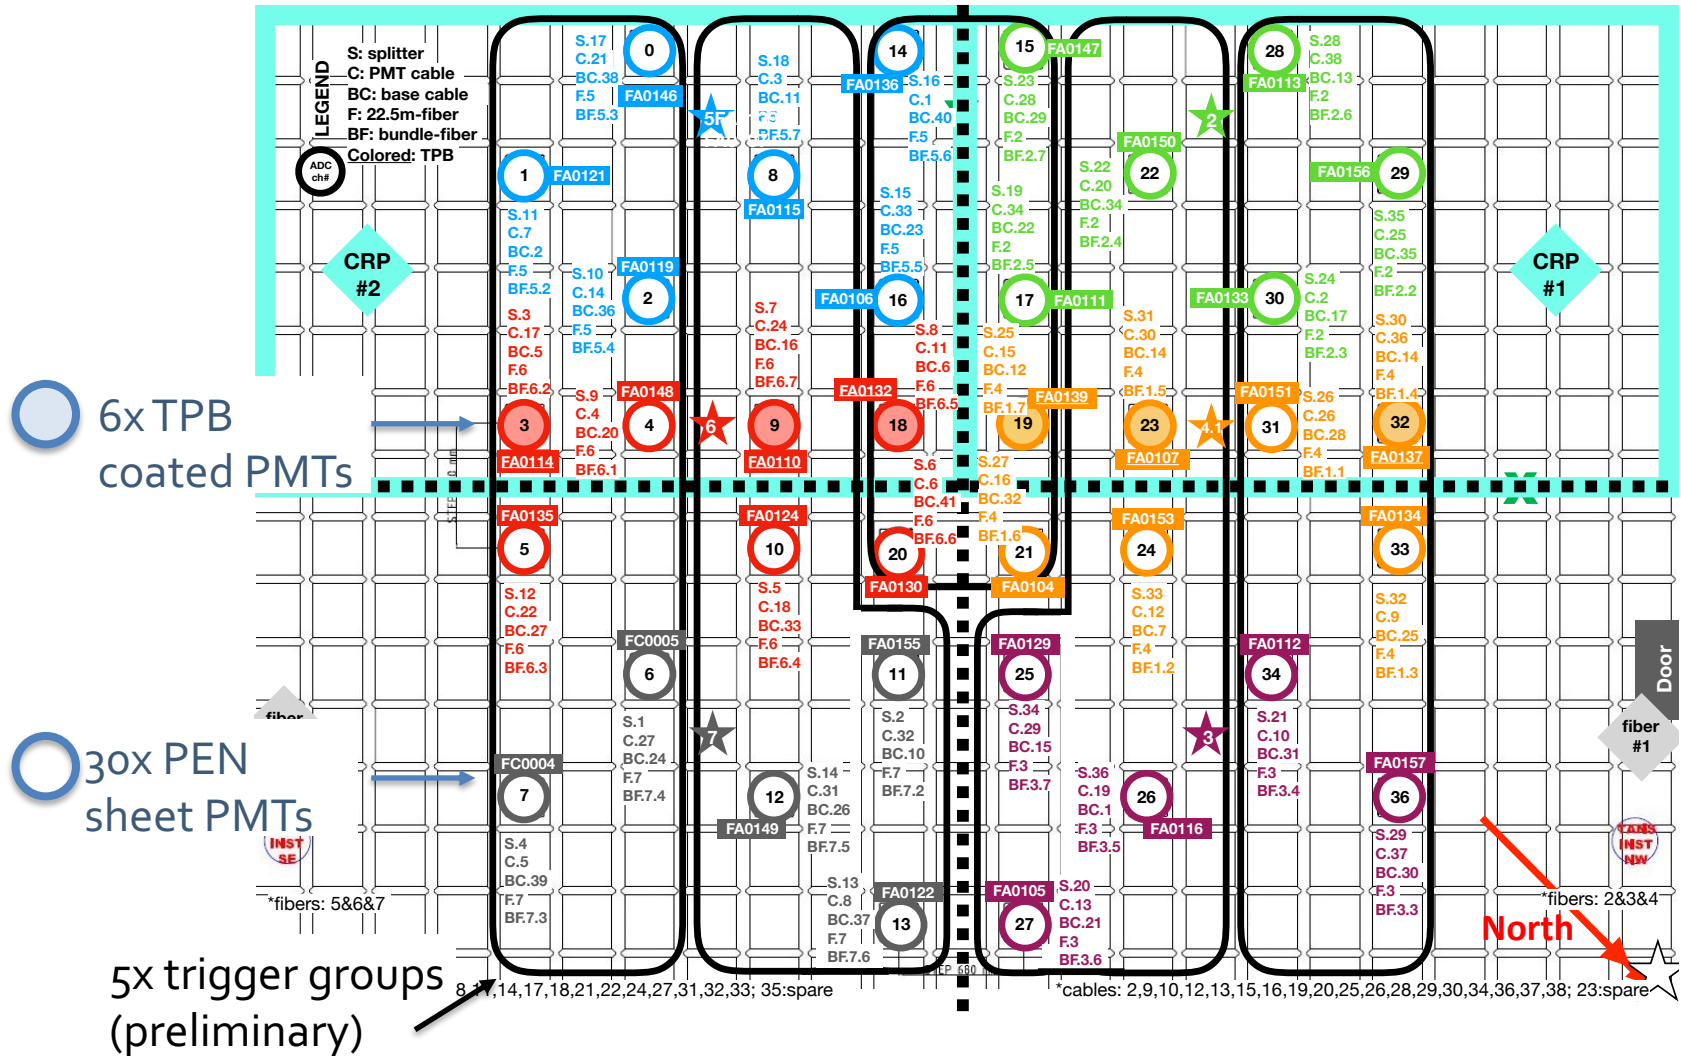 LEGEND
S: splitter
C: PMT cable
BC: base cable
F: 22.5m-fiber
BF: bundle-fiber
Colored: TPB
ADC
ch#
S.17
C.21
BC.38
F.5
BF.5.3
0
FA0146
S.18
C.3
BC.11
BF.5.7
14
FA0136
S.16
C.1
BC.40
F.5
BF.5.6
15
FA0147
S.23
C.28
BC.29
F.2
BF.2.7
28
FA0113
S.28
C.38
BC.13
F.2
BF.2.6
2
1
FA0121
S.11
C.7
BC.2
F.5
BF.5.2
8
FA0115
FA0150
22
S.22
C.20
BC.34
F.2
BF.2.4
FA0156
29
S.35
C.25
BC.35
F.2
BF.2.2
S.15
C.33
BC.23
F.5
BF.5.5
S.19
C.34
BC.22
F.2
BF.2.5
CRP
#2
CRP
#1
S.10
C.14
BC.36
F.5
BF.5.4
FA0119
2
FA0106
16
17
FA0111
FA0133
30
S.24
C.2
BC.17
F.2
BF.2.3
S.3
C.17
BC.5
F.6
BF.6.2
S.7
C.24
BC.16
F.6
BF.6.7
S.8
C.11
BC.6
F.6
BF.6.5
S.25
C.15
BC.12
F.4
BF.1.7
S.31
C.30
BC.14
F.4
BF.1.5
S.30
C.36
BC.14
F.4
BF.1.4
6x TPB
coated PMTs
3
FA0114
S.9
C.4
BC.20
F.6
BF.6.1
FA0148
4
6
9
FA0110
FA0132
18
FA0139
19
23
FA0107
4.1
FA0151
31
S.26
C.26
BC.28
F.4
BF.1.1
32
FA0137
S.6
C.6
BC.41
F.6
BF.6.6
S.27
C.16
BC.32
F.4
BF.1.6
FA0135
5
FA0124
10
20
FA0130
21
FA0104
FA0153
24
FA0134
33
S.12
C.22
BC.27
F.6
BF.6.3
S.5
C.18
BC.33
F.6
BF.6.4
S.33
C.12
BC.7
F.4
BF.1.2
S.32
C.9
BC.25
F.4
BF.1.3
FC0005
6
FA0155
11
FA0129
25
FA0112
34
Door
fiber
fiber
#1
S.1
C.27
BC.24
F.7
BF.7.4
7
S.2
C.32
BC.10
F.7
BF.7.2
S.34
C.29
BC.15
F.3
BF.3.7
3
S.21
C.10
BC.31
F.3
BF.3.4
30x PEN
sheet PMTs
FC0004
7
12
FA0149
S.14
C.31
BC.26
F.7
BF.7.5
S.36
C.19
BC.1
F.3
BF.3.5
26
FA0116
FA0157
36
INST
SE
TANS
INST
NW
S.4
C.5
BC.39
F.7
BF.7.3
S.13
C.8
BC.37
F.7
BF.7.6
FA0122
13
FA0105
27
S.20
C.13
BC.21
F.3
BF.3.6
S.29
C.37
BC.30
F.3
BF.3.3
*fibers: 5&6&7
*fibers: 2&3&4
North
5x trigger groups
(preliminary)
14,17,18,21,22,24,27,31,32,33; 35:spare
*cables: 2,9,10,12,13,15,16,19,20,25,26,28,29,30,34,36,37,38; 23:spare